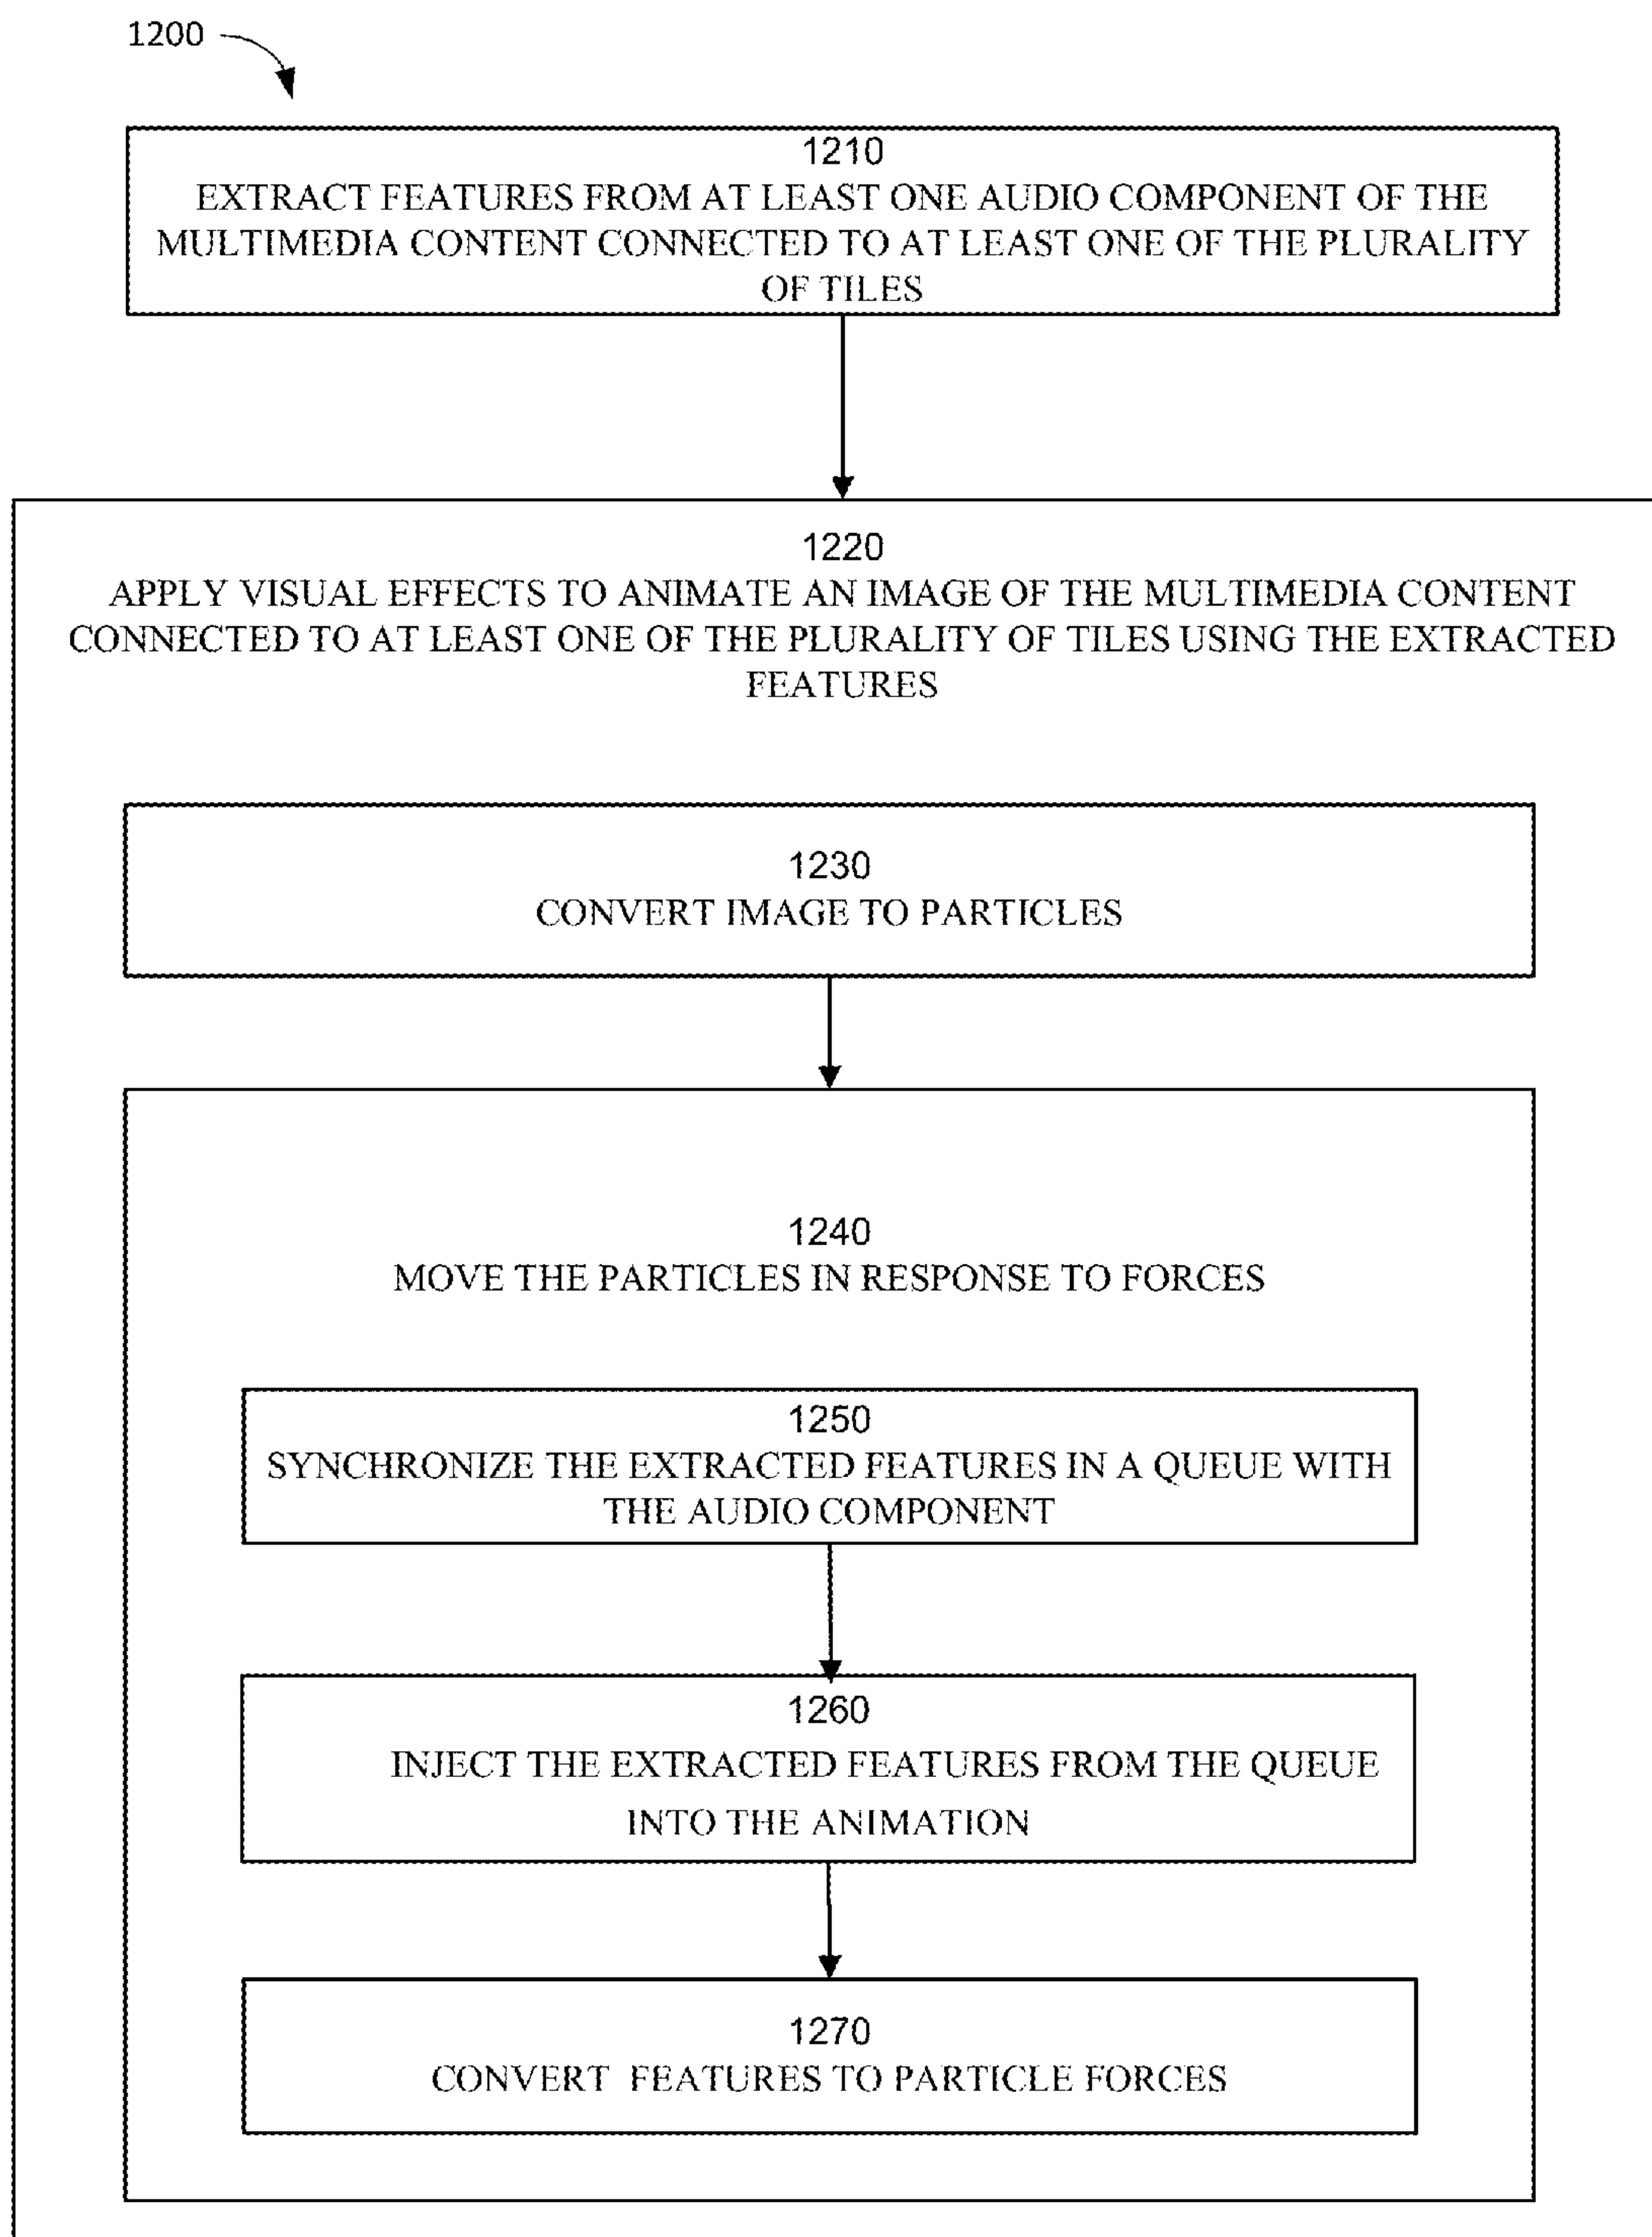 1200
1210
EXTRACT FEATURES FROM AT LEAST ONE AUDIO COMPONENT OF THE
MULTIMEDIA CONTENT CONNECTED TO AT LEAST ONE OF THE PLURALITY
OF TILES
1220
APPLY VISUAL EFFECTS TO ANIMATE AN IMAGE OF THE MULTIMEDIA CONTENT
CONNECTED TO AT LEAST ONE OF THE PLURALITY OF TILES USING THE EXTRACTED
FEATURES
1230
CONVERT IMAGE TO PARTICLES
1240
MOVE THE PARTICLES IN RESPONSE TO FORCES
1250
SYNCHRONIZE THE EXTRACTED FEATURES IN A QUEUE WITH
THE AUDIO COMPONENT
1260
INJECT THE EXTRACTED FEATURES FROM THE QUEUE
INTO THE ANIMATION
1270
CONVERT FEATURES TO PARTICLE FORCES